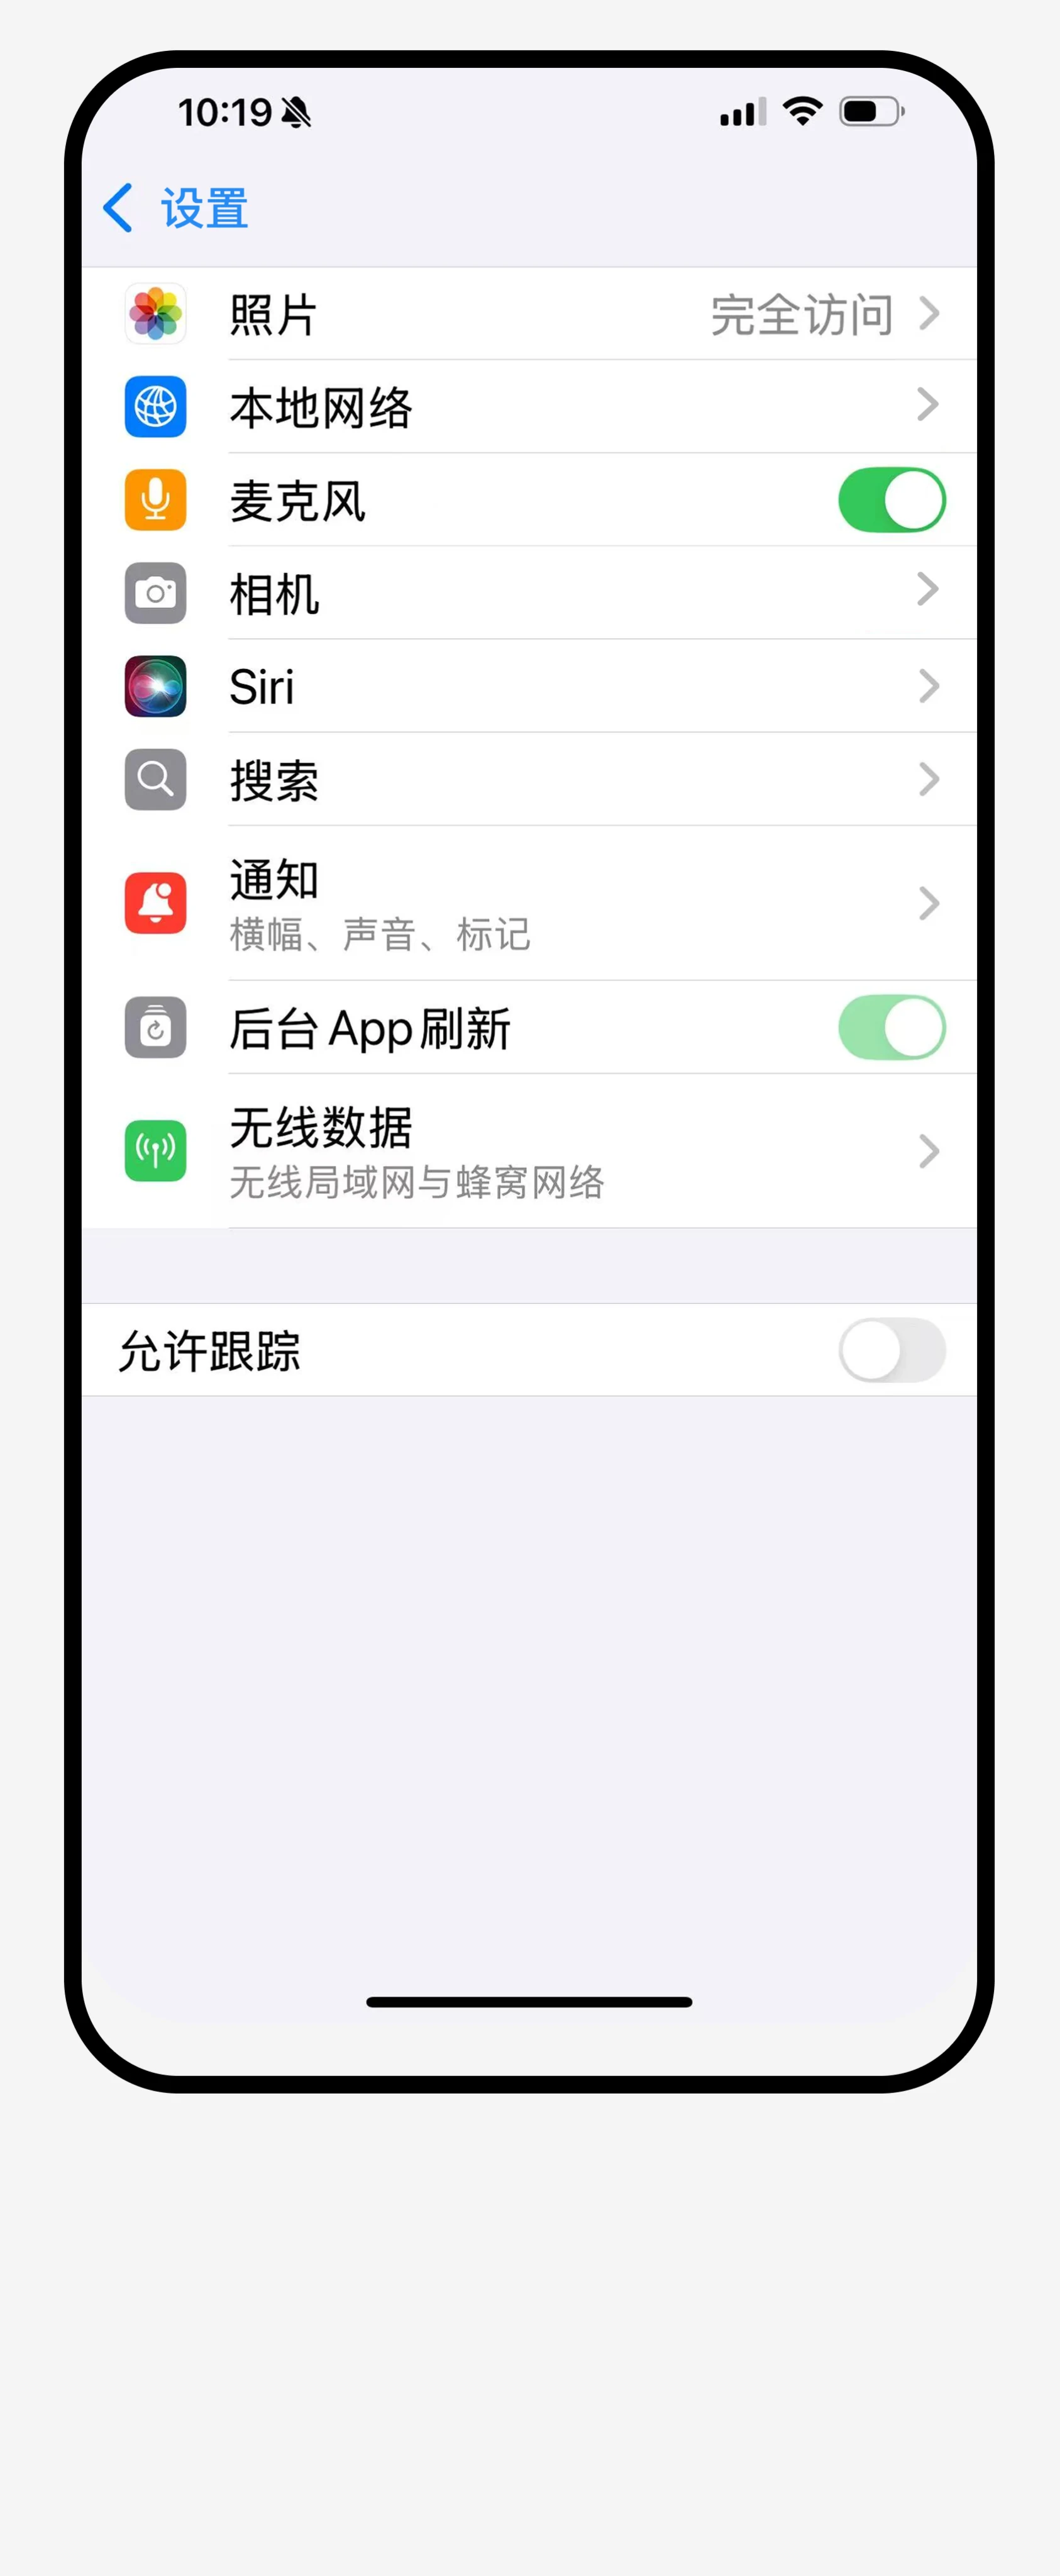 10:19
设置
照片 完全访问
本地网络
麦克风
相机
Siri
搜索
通知
横幅、声音、标记
后台 App 刷新
无线数据
无线局域网与蜂窝网络
允许跟踪